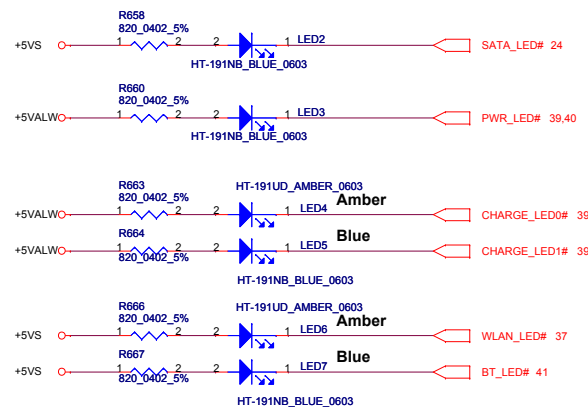 R658
820_0402_5%
+5VS 1 2 2 1 LED2 SATA_LED# 24
HT-191NB_BLUE_0603
R660
820_0402_5%
+5VALW 1 2 2 1 LED3 PWR_LED# 39,40
HT-191NB_BLUE_0603
R663
820_0402_5%
HT-191UD_AMBER_0603
Amber
+5VALW 1 2 2 1 LED4 CHARGE_LED0# 39
R664
Blue
+5VALW 1 2 2 1 LED5 CHARGE_LED1# 39
820_0402_5%
HT-191NB_BLUE_0603
R666
820_0402_5%
HT-191UD_AMBER_0603
Amber
+5VS 1 2 2 1 LED6 WLAN_LED# 37
R667
Blue
+5VS 1 2 2 1 LED7 BT_LED# 41
820_0402_5%
HT-191NB_BLUE_0603